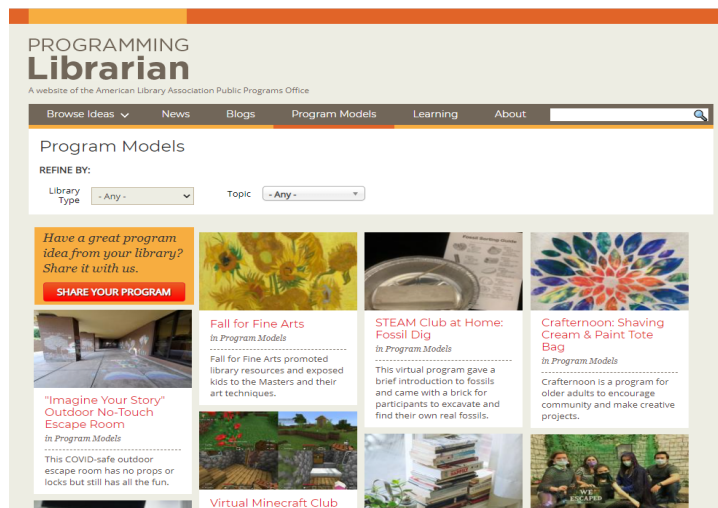 PROGRAMMING
Librarian
A website of the American Library Association Public Programs Office
Browse Ideas
News
Blogs
Program Models
Learning
About
Program Models
REFINE BY:
Library
Type
- Any -
Topic
- Any -
Have a great program
idea from your library?
Share it with us.
SHARE YOUR PROGRAM
"Imagine Your Story"
Outdoor No-Touch
Escape Room
in Program Models
This COVID-safe outdoor
escape room has no props or
locks but still has all the fun.
Fall for Fine Arts
in Program Models
Fall for Fine Arts promoted
library resources and exposed
kids to the Masters and their
art techniques.
Virtual Minecraft Club
Fossil Sorting Guide
STEAM Club at Home:
Fossil Dig
in Program Models
This virtual program gave a
brief introduction to fossils
and came with a brick for
participants to excavate and
find their own real fossils.
Crafternoon: Shaving
Cream & Paint Tote
Bag
in Program Models
Crafternoon is a program for
older adults to encourage
community and make creative
projects.
WE
ESCAPED